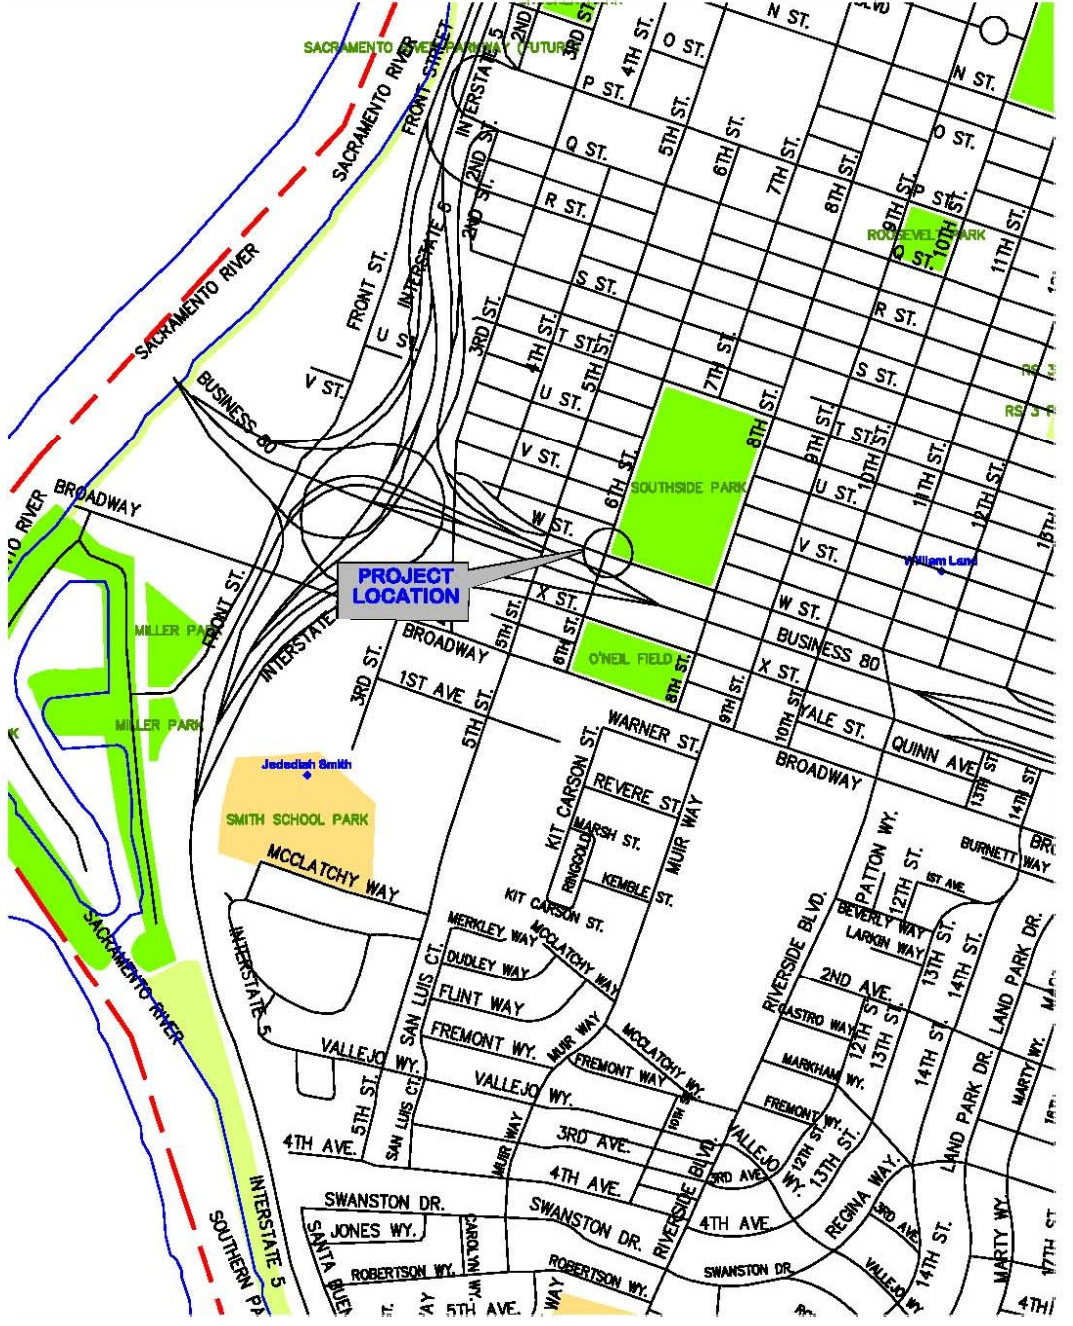 N ST.
BLVD
SACRAMENTO RIVER PARKWAY (FUTURE)
2ND
3RD ST.
4TH ST.
O ST.
N ST.
INTERSTATE 5
FRONT STREET
SACRAMENTO RIVER
P ST.
5TH ST.
6TH ST.
7TH ST.
8TH ST.
O ST.
Q ST.
2ND ST.
2ND ST.
R ST.
9TH ST.
P ST.
10TH ST.
11TH ST.
ROOSEVELT PARK
Q ST.
FRONT ST.
INTERSTATE 5
SACRAMENTO RIVER
S ST.
R ST.
U ST.
3RD ST.
4TH ST.
T ST.
5TH ST.
7TH ST.
S ST.
V ST.
BUSINESS 80
U ST.
8TH ST.
9TH ST.
T ST.
10TH ST.
RS 3
V ST.
6TH ST.
SOUTHSIDE PARK
U ST.
11TH ST.
12TH ST.
BROADWAY
W ST.
V ST.
William Land
PROJECT
LOCATION
X ST.
W ST.
FRONT ST.
MILLER PARK
INTERSTATE
BROADWAY
5TH ST.
6TH ST.
O'NEIL FIELD
8TH ST.
BUSINESS 80
X ST.
3RD ST.
1ST AVE
5TH ST.
9TH ST.
10TH ST.
YALE ST.
MILLER PARK
WARNER ST.
QUINN AVE
BROADWAY
Jedediah Smith
KIT CARSON ST.
REVERE ST
13TH ST.
14TH ST.
SMITH SCHOOL PARK
MARSH ST.
MUIR WAY
PATTON WY.
BURNETT WAY
MCCLATCHY WAY
RINGGOLD
KEMBLE ST.
12TH ST.
1ST AVE
KIT CARSON ST.
RIVERSIDE BLVD.
BEVERLY WAY
LARKIN WAY
SACRAMENTO RIVER
INTERSTATE 5
MERKLEY WAY
MCCLATCHY WAY
DUDLEY WAY
SAN LUIS CT.
FLINT WAY
2ND AVE.
13TH ST.
14TH ST.
LAND PARK DR.
CASTRO WAY
12TH ST.
13TH ST.
FREMONT WY.
MUIR WAY
MCCLATCHY WY.
VALLEJO WY.
FREMONT WAY
MARKHAM WY.
14TH ST.
LAND PARK DR.
MARTY WY.
5TH ST.
SAN LUIS CT.
VALLEJO WY.
10TH ST.
FREMONT WY.
4TH AVE.
MUIR WAY
3RD AVE.
VALLEJO WY.
12TH ST.
13TH ST.
4TH AVE.
RIVERSIDE BLVD.
3RD AVE
REGINA WAY.
3RD AVE
INTERSTATE 5
SOUTHERN PA
SWANSTON DR.
JONES WY.
CAROLYN WY.
SWANSTON DR.
4TH AVE.
14TH ST.
MARTY WY.
17TH ST
SANTA BUEN
ROBERTSON WY.
ROBERTSON WY.
SWANSTON DR.
VALLEJO WY
5TH AVE.
WAY
4TH